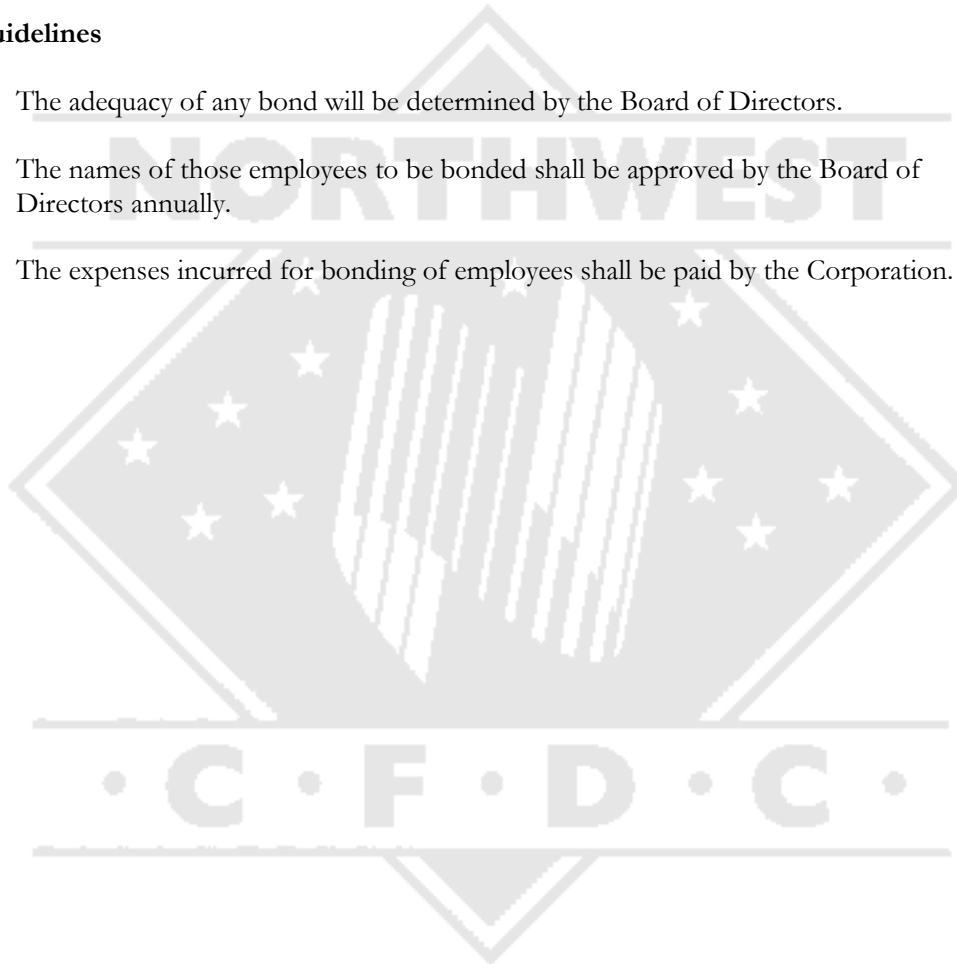 uidelines
The adequacy of any bond will be determined by the Board of Directors.
NORTHWEST
The names of those employees to be bonded shall be approved by the Board of
Directors annually.
The expenses incurred for bonding of employees shall be paid by the Corporation.
• C • F • D • C •